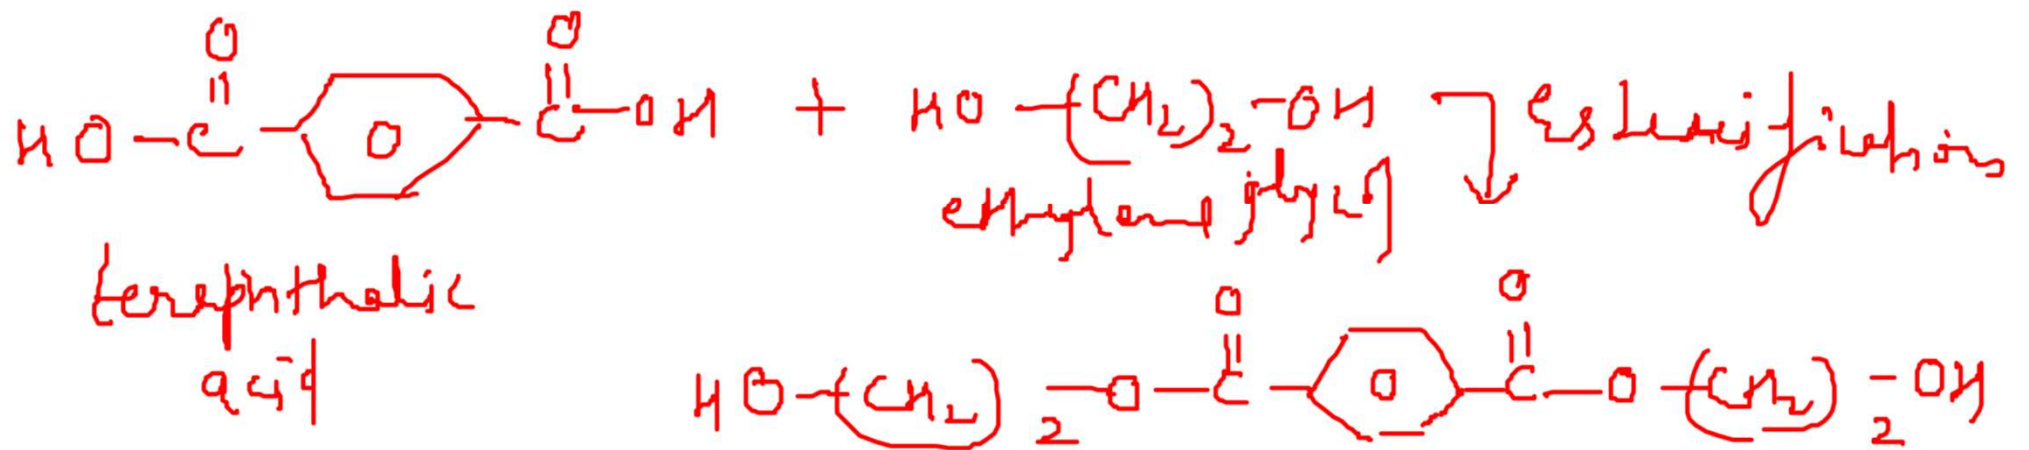 HO-C(=O)-⌬-C(=O)-OH + HO-(CH2)2-OH Esterification
ethylene glycol
terephthalic
acid
HO-(CH2)2-O-C(=O)-⌬-C(=O)-O-(CH2)2-OH